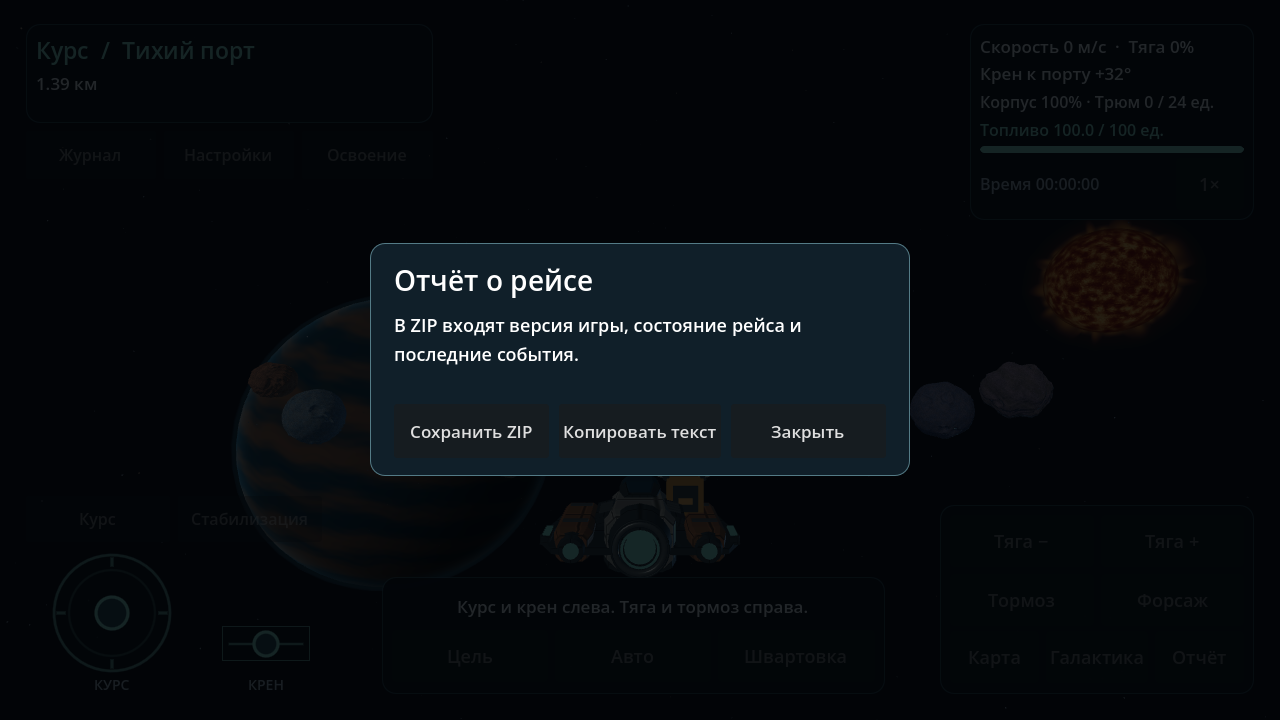 Курс / Тихий порт
1.39 км
Журнал Настройки Освоение
Скорость 0 м/с · Тяга 0%
Крен к порту +32°
Корпус 100% · Трюм 0 / 24 ед.
Топливо 100.0 / 100 ед.
Время 00:00:00 1×
Отчёт о рейсе
В ZIP входят версия игры, состояние рейса и
последние события.
Сохранить ZIP Копировать текст Закрыть
Курс Стабилизация
КУРС КРЕН
Курс и крен слева. Тяга и тормоз справа.
Цель Авто Швартовка
Тяга − Тяга +
Тормоз Форсаж
Карта Галактика Отчёт